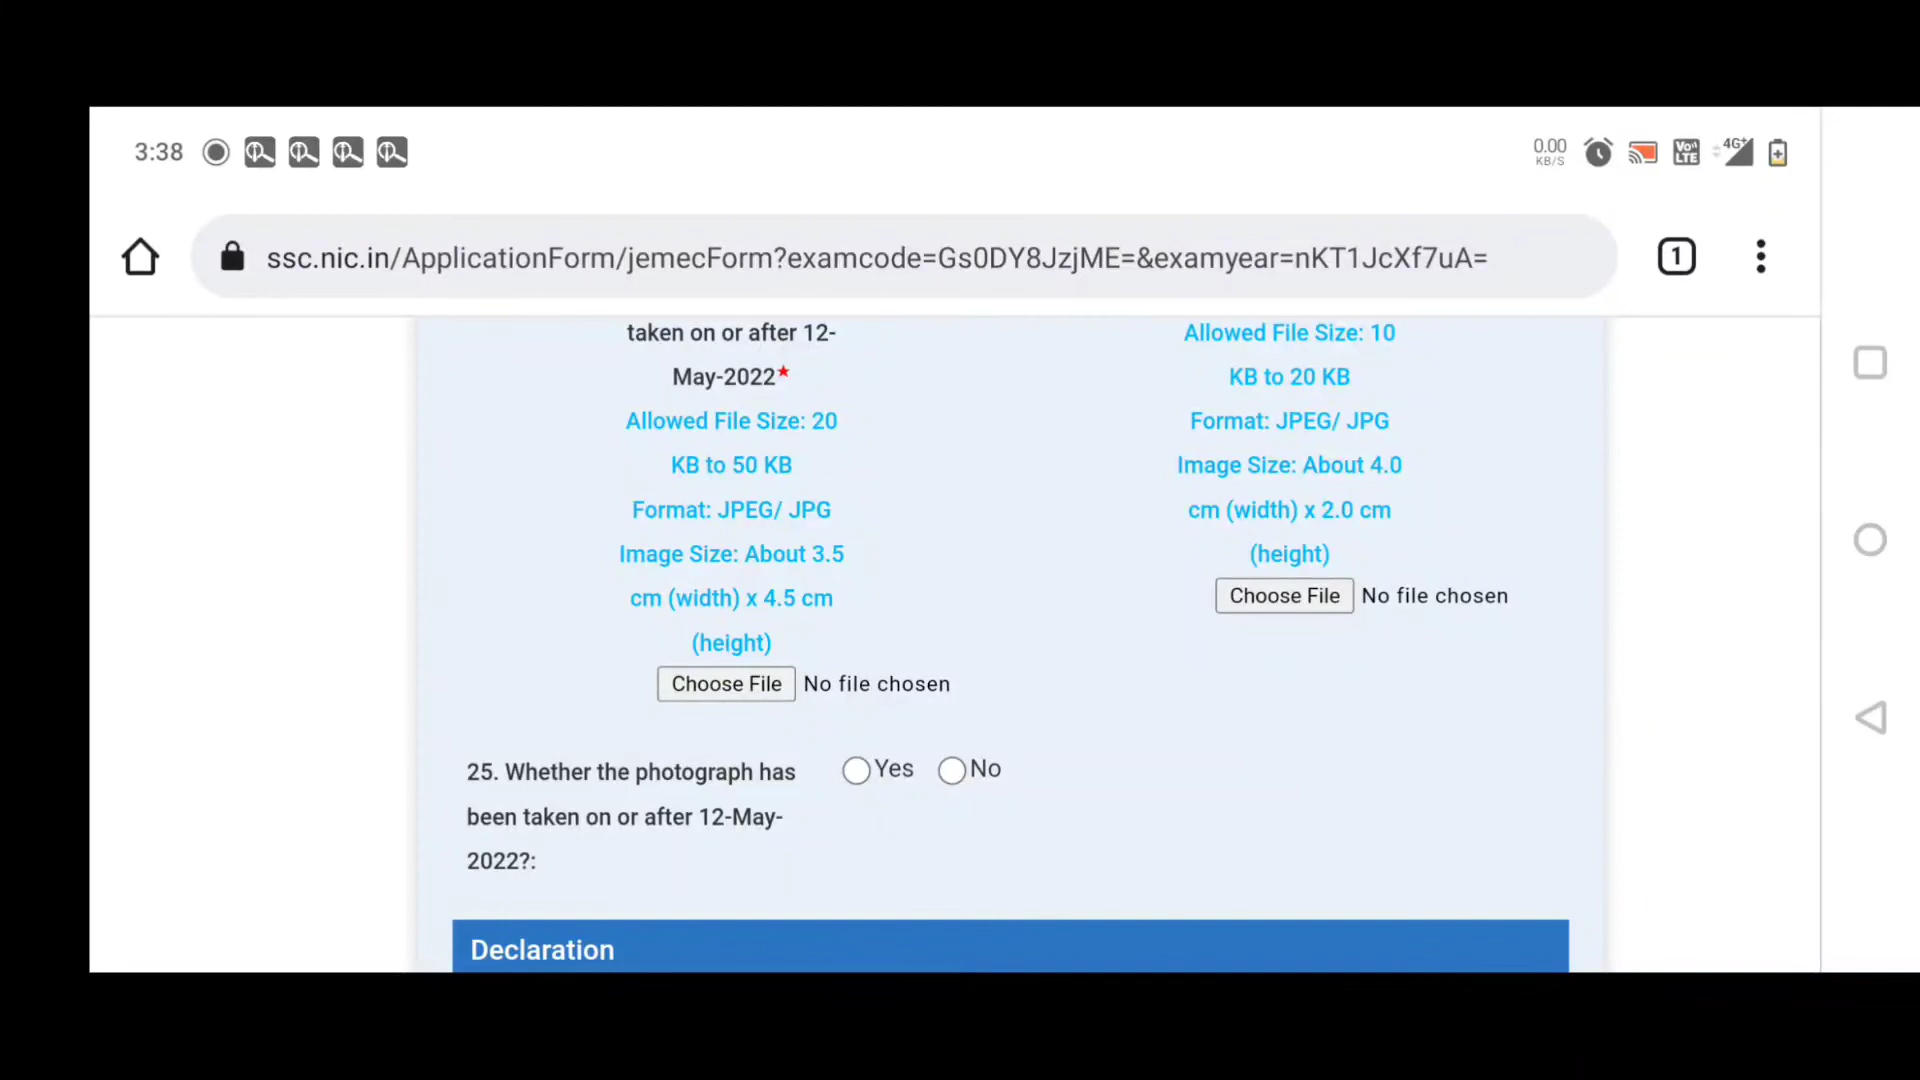 3:38
0.00
KB/S
Vo))
LTE
4G+
ssc.nic.in/ApplicationForm/jemecForm?examcode=Gs0DY8JzjME=&examyear=nKT1JcXf7uA=
1
taken on or after 12-
May-2022*
Allowed File Size: 20
KB to 50 KB
Format: JPEG/ JPG
Image Size: About 3.5
cm (width) x 4.5 cm
(height)
Choose File No file chosen
Allowed File Size: 10
KB to 20 KB
Format: JPEG/ JPG
Image Size: About 4.0
cm (width) x 2.0 cm
(height)
Choose File No file chosen
25. Whether the photograph has
been taken on or after 12-May-
2022?:
Yes No
Declaration